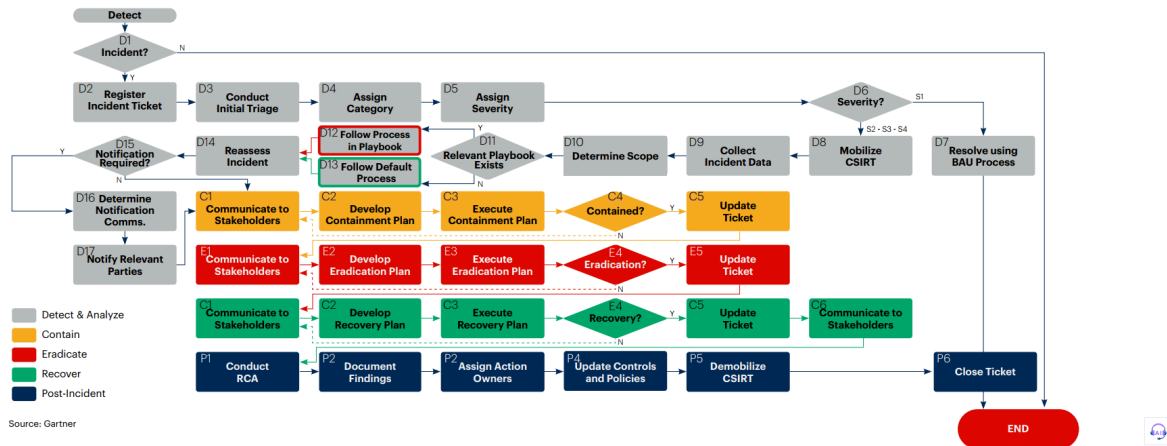 Detect
D1
Incident?
N
Y
D2
Register
Incident Ticket
D3
Conduct
Initial Triage
D4
Assign
Category
D5
Assign
Severity
D6
Severity?
S1
S2 - S3 - S4
D15
Notification
Required?
Y
N
D14
Reassess
Incident
D12
Follow Process
in Playbook
D13
Follow Default
Process
Y
D11
Relevant Playbook
Exists
N
D10
Determine Scope
D9
Collect
Incident Data
D8
Mobilize
CSIRT
D7
Resolve using
BAU Process
D16
Determine
Notification
Comms.
D17
Notify Relevant
Parties
C1
Communicate to
Stakeholders
C2
Develop
Containment Plan
C3
Execute
Containment Plan
C4
Contained?
Y
N
C5
Update
Ticket
E1
Communicate to
Stakeholders
E2
Develop
Eradication Plan
E3
Execute
Eradication Plan
E4
Eradication?
Y
N
E5
Update
Ticket
C1
Communicate to
Stakeholders
C2
Develop
Recovery Plan
C3
Execute
Recovery Plan
E4
Recovery?
Y
N
C5
Update
Ticket
C6
Communicate to
Stakeholders
P1
Conduct
RCA
P2
Document
Findings
P2
Assign Action
Owners
P4
Update Controls
and Policies
P5
Demobilize
CSIRT
P6
Close Ticket
END
Detect & Analyze
Contain
Eradicate
Recover
Post-Incident
Source: Gartner